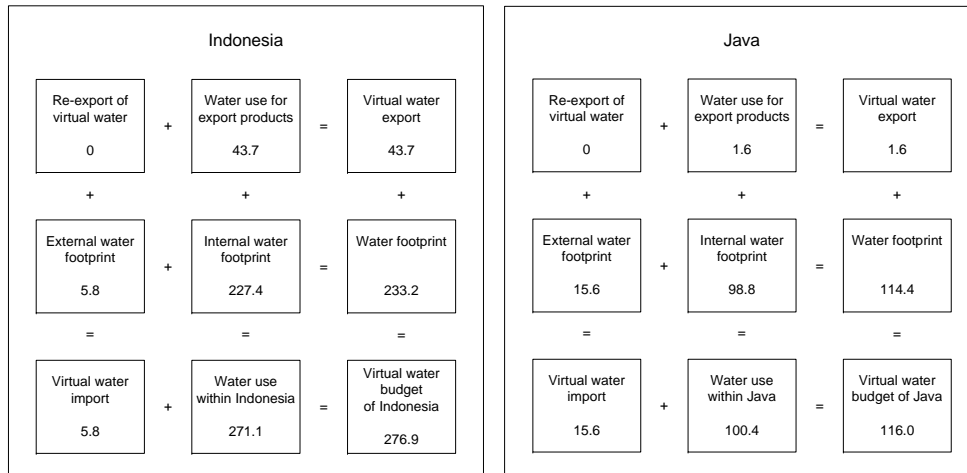 Indonesia
Re-export of
virtual water
0
+
Water use for
export products
43.7
=
Virtual water
export
43.7
+
+
+
External water
footprint
5.8
+
Internal water
footprint
227.4
=
Water footprint
233.2
=
=
=
Virtual water
import
5.8
+
Water use
within Indonesia
271.1
=
Virtual water
budget
of Indonesia
276.9
Java
Re-export of
virtual water
0
+
Water use for
export products
1.6
=
Virtual water
export
1.6
+
+
+
External water
footprint
15.6
+
Internal water
footprint
98.8
=
Water footprint
114.4
=
=
=
Virtual water
import
15.6
+
Water use
within Java
100.4
=
Virtual water
budget of Java
116.0